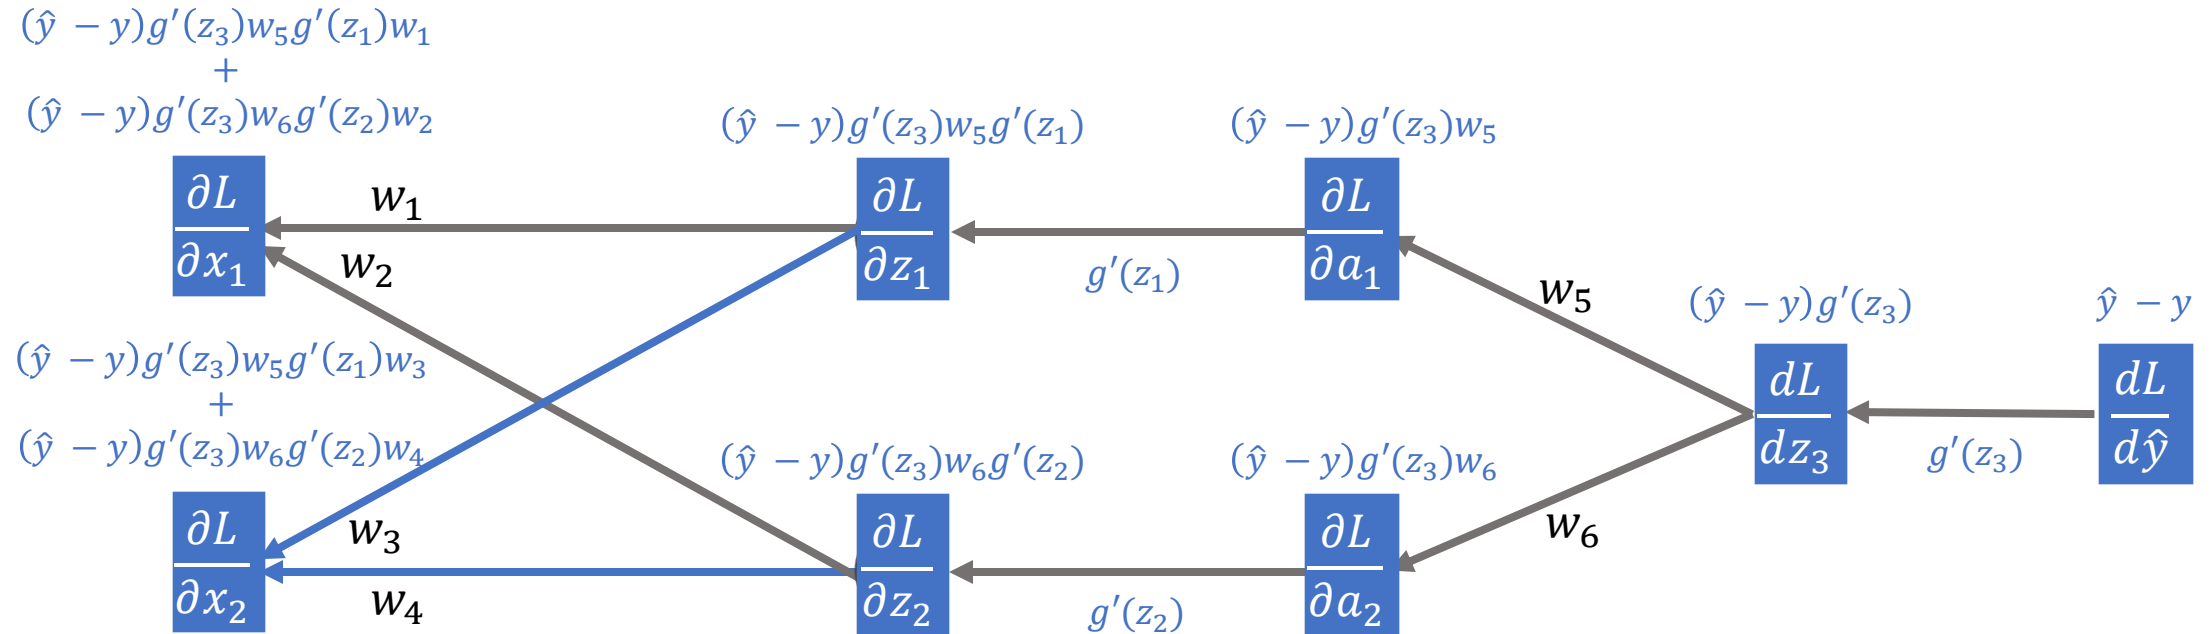 (ŷ − y)g′(z₃)w₅g′(z₁)w₁
+
(ŷ − y)g′(z₃)w₆g′(z₂)w₂
∂L
∂x₁
w₁
w₂
(ŷ − y)g′(z₃)w₅g′(z₁)
∂L
∂z₁
g′(z₁)
(ŷ − y)g′(z₃)w₅
∂L
∂a₁
w₅
(ŷ − y)g′(z₃)
dL
dz₃
g′(z₃)
ŷ − y
dL
dŷ
(ŷ − y)g′(z₃)w₅g′(z₁)w₃
+
(ŷ − y)g′(z₃)w₆g′(z₂)w₄
∂L
∂x₂
w₃
w₄
(ŷ − y)g′(z₃)w₆g′(z₂)
∂L
∂z₂
g′(z₂)
(ŷ − y)g′(z₃)w₆
∂L
∂a₂
w₆